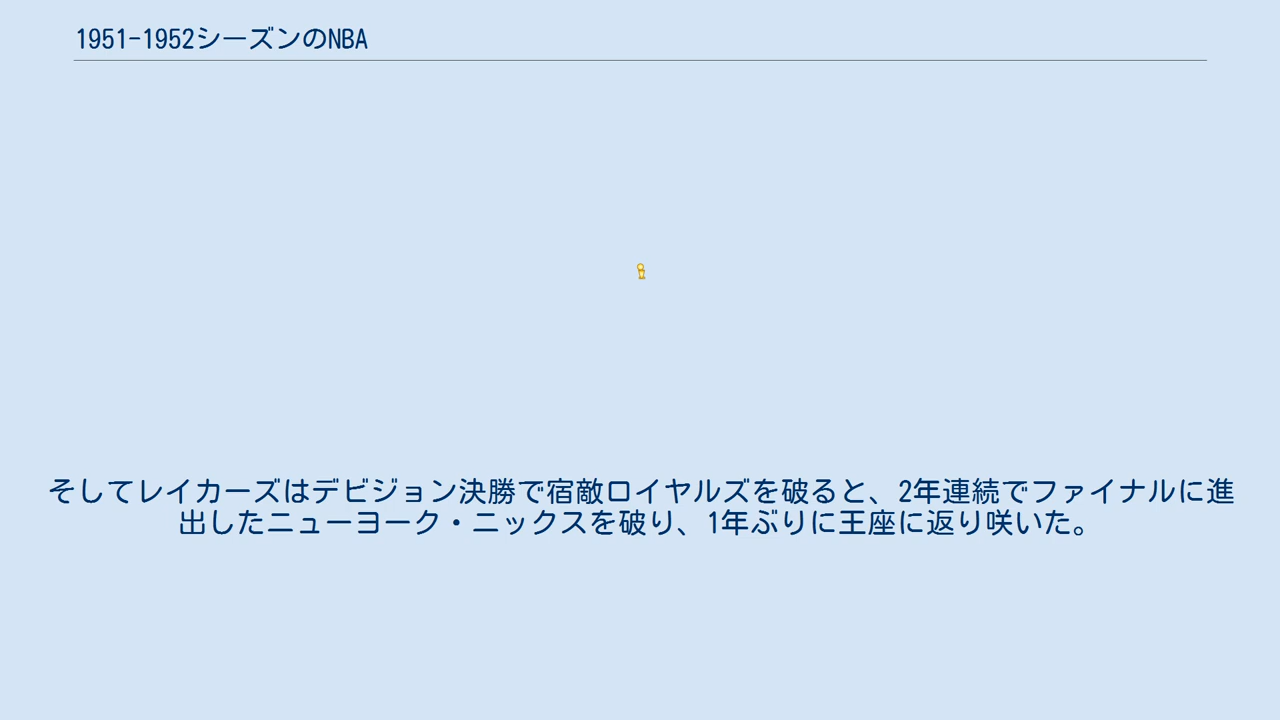 1951-1952シーズンのNBA
そしてレイカーズはデビジョン決勝で宿敵ロイヤルズを破ると、2年連続でファイナルに進
出したニューヨーク・ニックスを破り、1年ぶりに王座に返り咲いた。